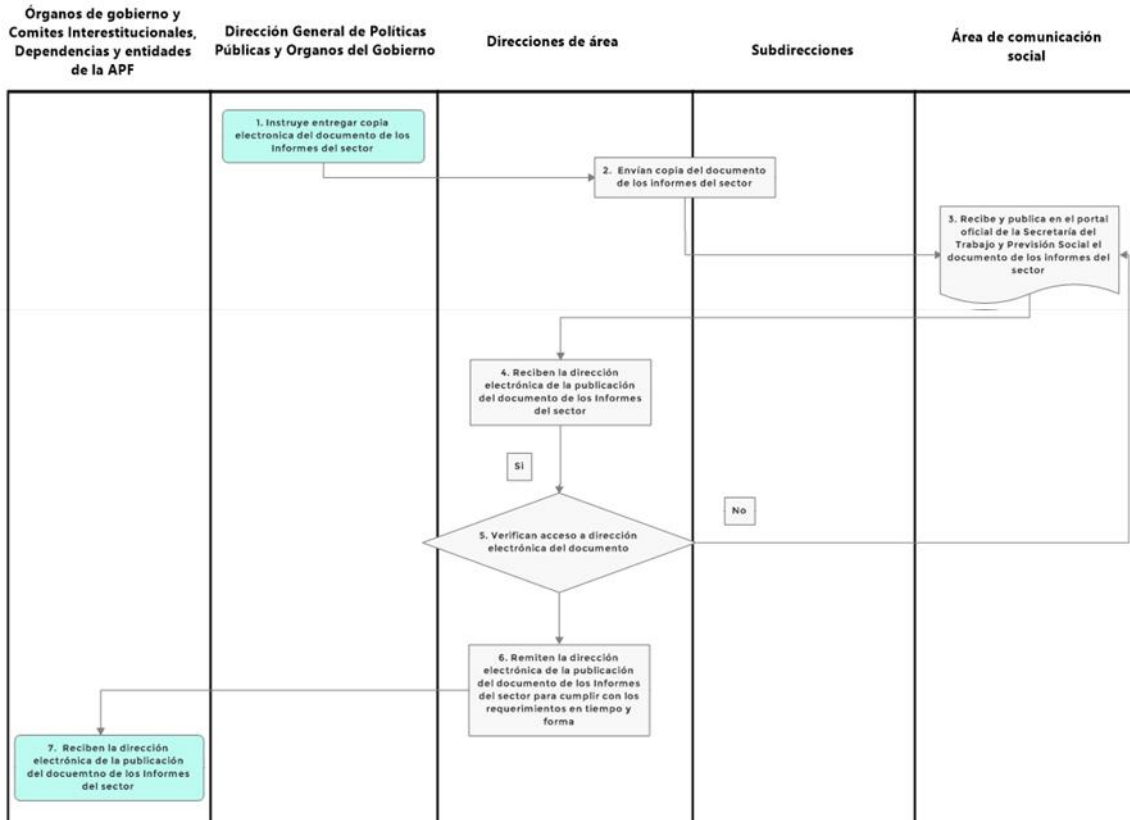 Órganos de gobierno y
Comites Interestitucionales,
Dependencias y entidades
de la APF
Dirección General de Políticas
Públicas y Organos del Gobierno
Direcciones de área
Subdirecciones
Área de comunicación
social
1. Instruye entregar copia
electronica del documento de los
Informes del sector
2. Envían copia del documento
de los informes del sector
3. Recibe y publica en el portal
oficial de la Secretaría del
Trabajo y Previsión Social el
documento de los informes del
sector
4. Reciben la dirección
electrónica de la publicación
del documento de los Informes
del sector
Si
No
5. Verifican acceso a dirección
electrónica del documento
6. Remiten la dirección
electrónica de la publicación
del documento de los Informes
del sector para cumplir con los
requerimientos en tiempo y
forma
7. Reciben la dirección
electrónica de la publicación
del docuemtno de los Informes
del sector